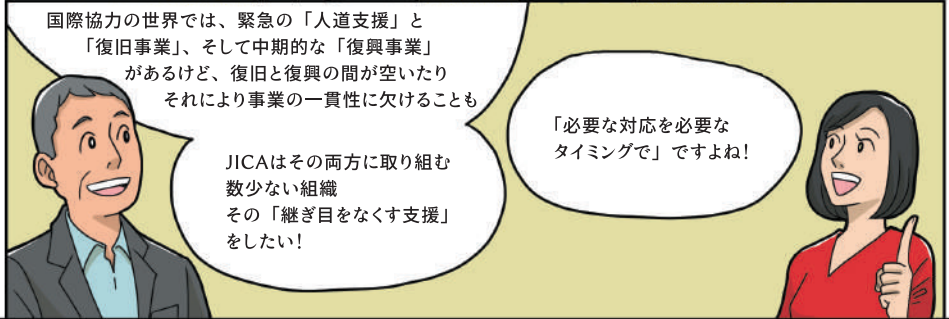 国際協力の世界では、緊急の「人道支援」と
「復旧事業」、そして中期的な「復興事業」
があるけど、復旧と復興の間が空いたり
それにより事業の一貫性に欠けることも
JICAはその両方に取り組む
数少ない組織
その「継ぎ目をなくす支援」
をしたい！
「必要な対応を必要な
タイミングで」ですよね！